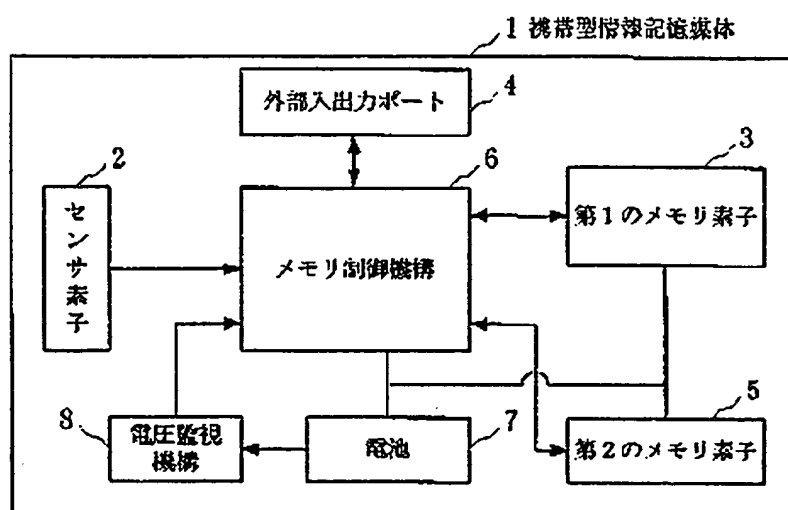 1 携帯型情報記憶媒体
外部入出力ポート
4
2
6
3
センサ素子
メモリ制御機構
第1のメモリ素子
8
電圧監視
機構
電池
7
5
第2のメモリ素子